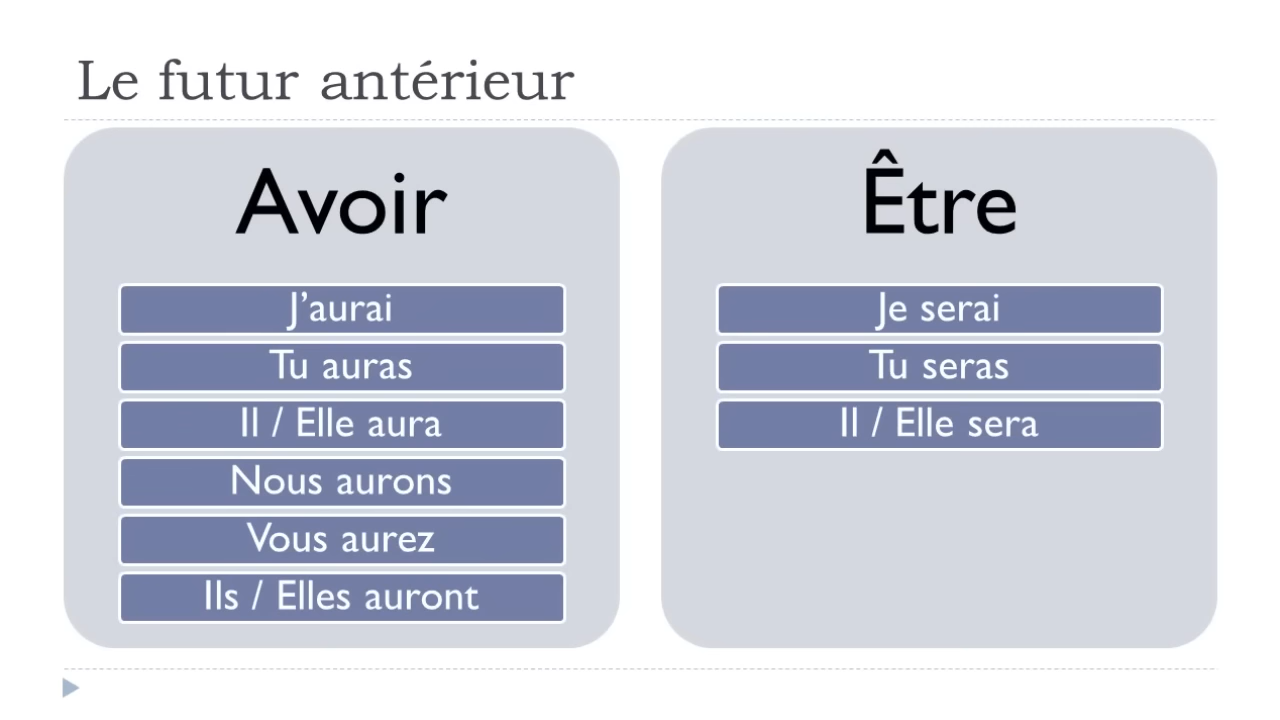 Le futur antérieur
Avoir
J’aurai
Tu auras
Il / Elle aura
Nous aurons
Vous aurez
Ils / Elles auront
Être
Je serai
Tu seras
Il / Elle sera